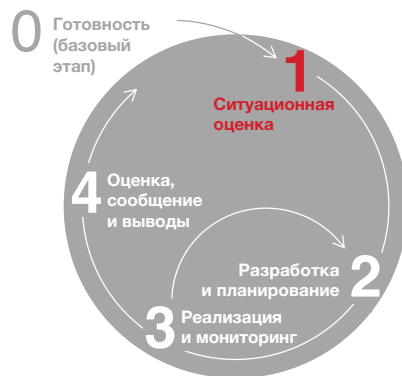 0 Готовность
(базовый
этап)
1
Ситуационная
оценка
4 Оценка,
сообщение
и выводы
Разработка 2
и планирование
3 Реализация
и мониторинг